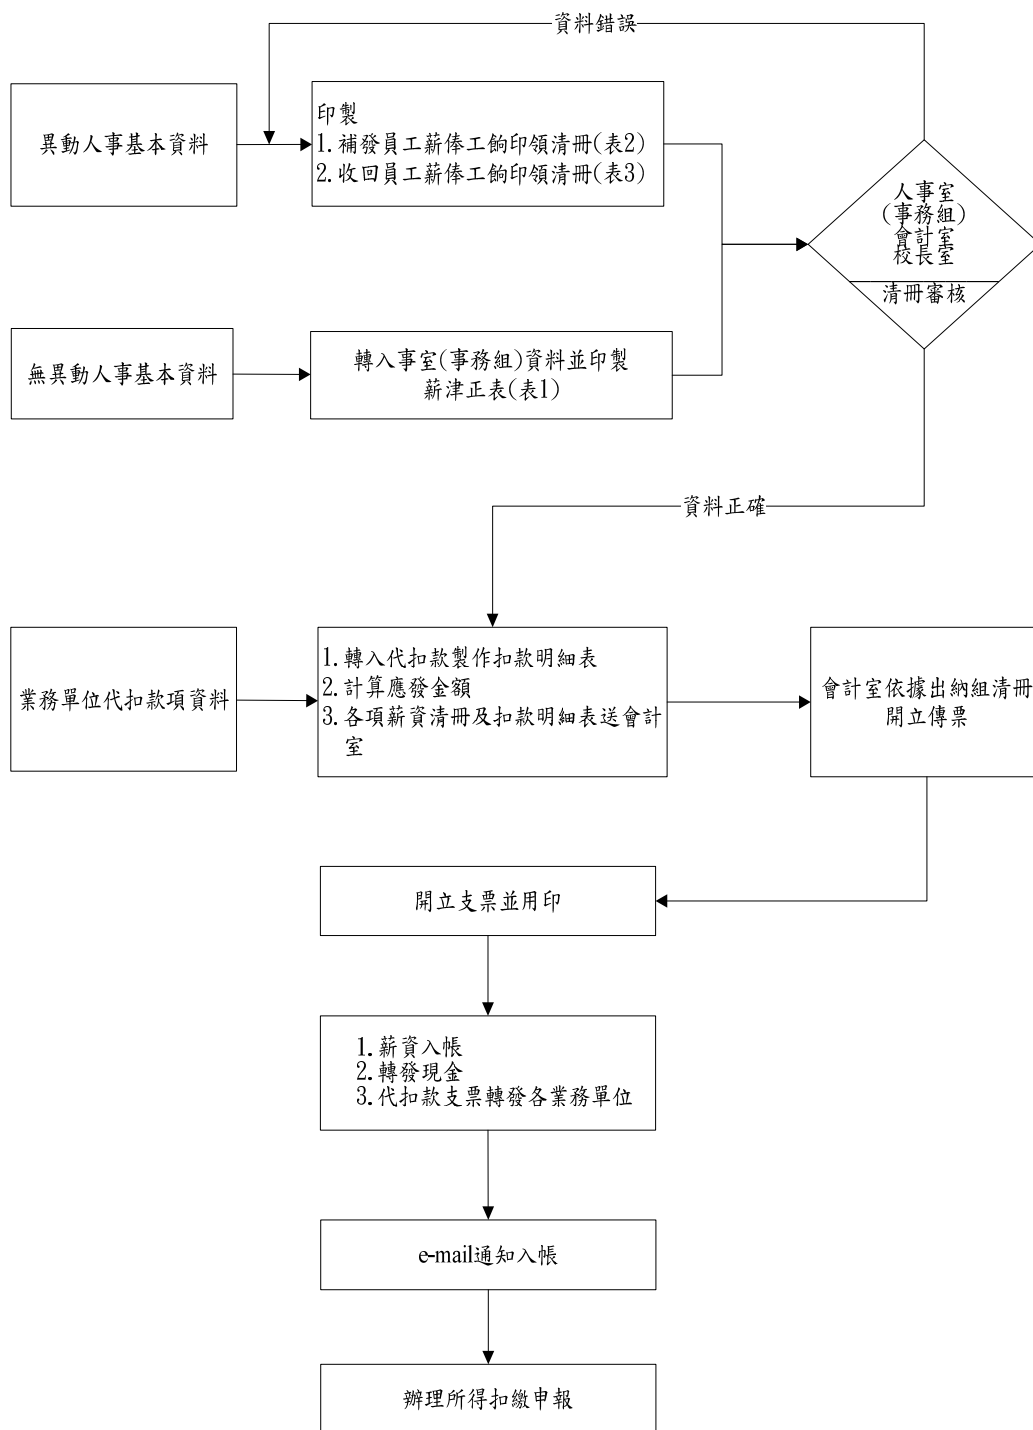 資料錯誤
異動人事基本資料
印製
1.補發員工薪俸工餉印領清冊(表2)
2.收回員工薪俸工餉印領清冊(表3)
人事室
(事務組)
會計室
校長室
清冊審核
無異動人事基本資料
轉入事室(事務組)資料並印製
薪津正表(表1)
資料正確
業務單位代扣款項資料
1.轉入代扣款製作扣款明細表
2.計算應發金額
3.各項薪資清冊及扣款明細表送會計
室
會計室依據出納組清冊
開立傳票
開立支票並用印
1.薪資入帳
2.轉發現金
3.代扣款支票轉發各業務單位
e-mail通知入帳
辦理所得扣繳申報